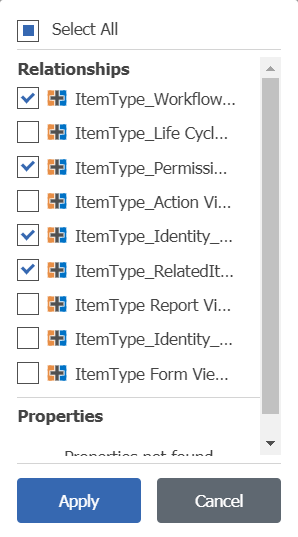 Select All
Relationships
ItemType_Workflow...
ItemType_Life Cycl...
ItemType_Permissi...
ItemType_Action Vi...
ItemType_Identity_...
ItemType_RelatedIt...
ItemType Report Vi...
ItemType_Identity_...
ItemType Form Vie...
Properties
Properties not found
Apply
Cancel